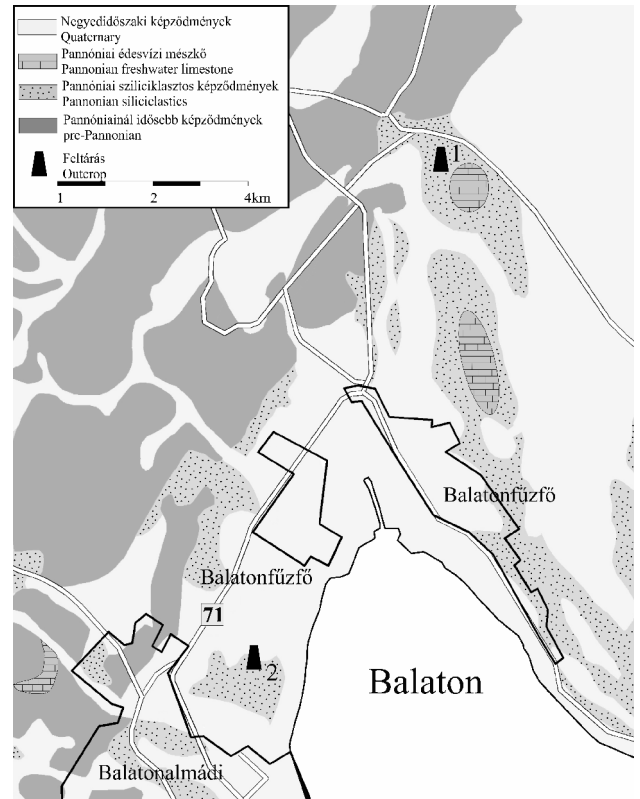 Negyedidőszaki képződmények
Quaternary
Pannóniai édesvízi mészkő
Pannonian freshwater limestone
Pannóniai sziliciklasztos képződmények
Pannonian siliciclastics
Pannóniainál idősebb képződmények
pre-Pannonian
Feltárás
Outcrop
1 2 4km
1
Balatonfűzfő
Balatonfűzfő
71
2
Balaton
Balatonalmádi